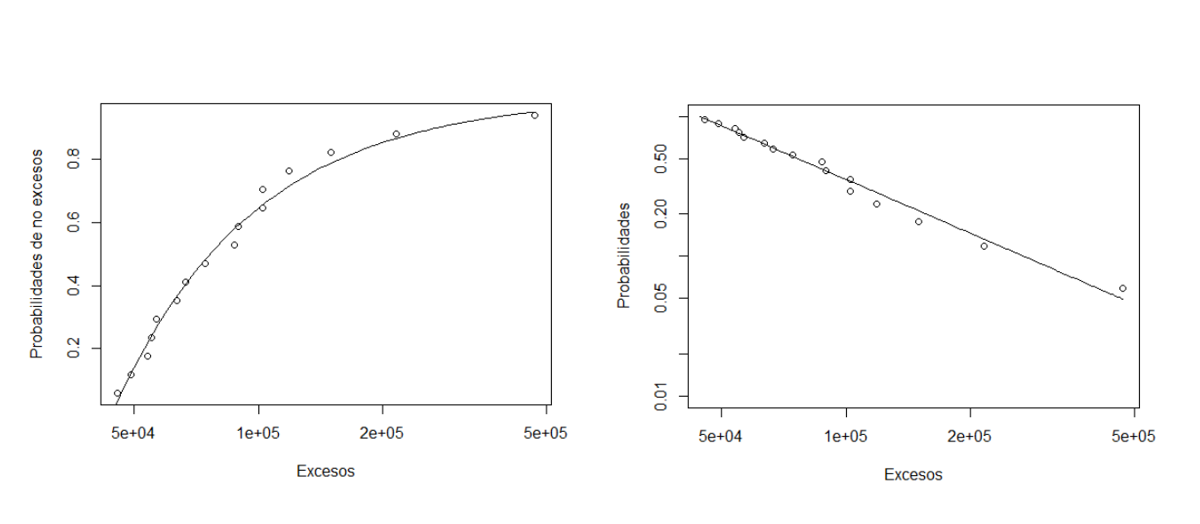 Probabilidades de no excesos
0.8
0.6
0.4
0.2
5e+04 1e+05 2e+05 5e+05
Excesos
Probabilidades
0.50
0.20
0.05
0.01
5e+04 1e+05 2e+05 5e+05
Excesos